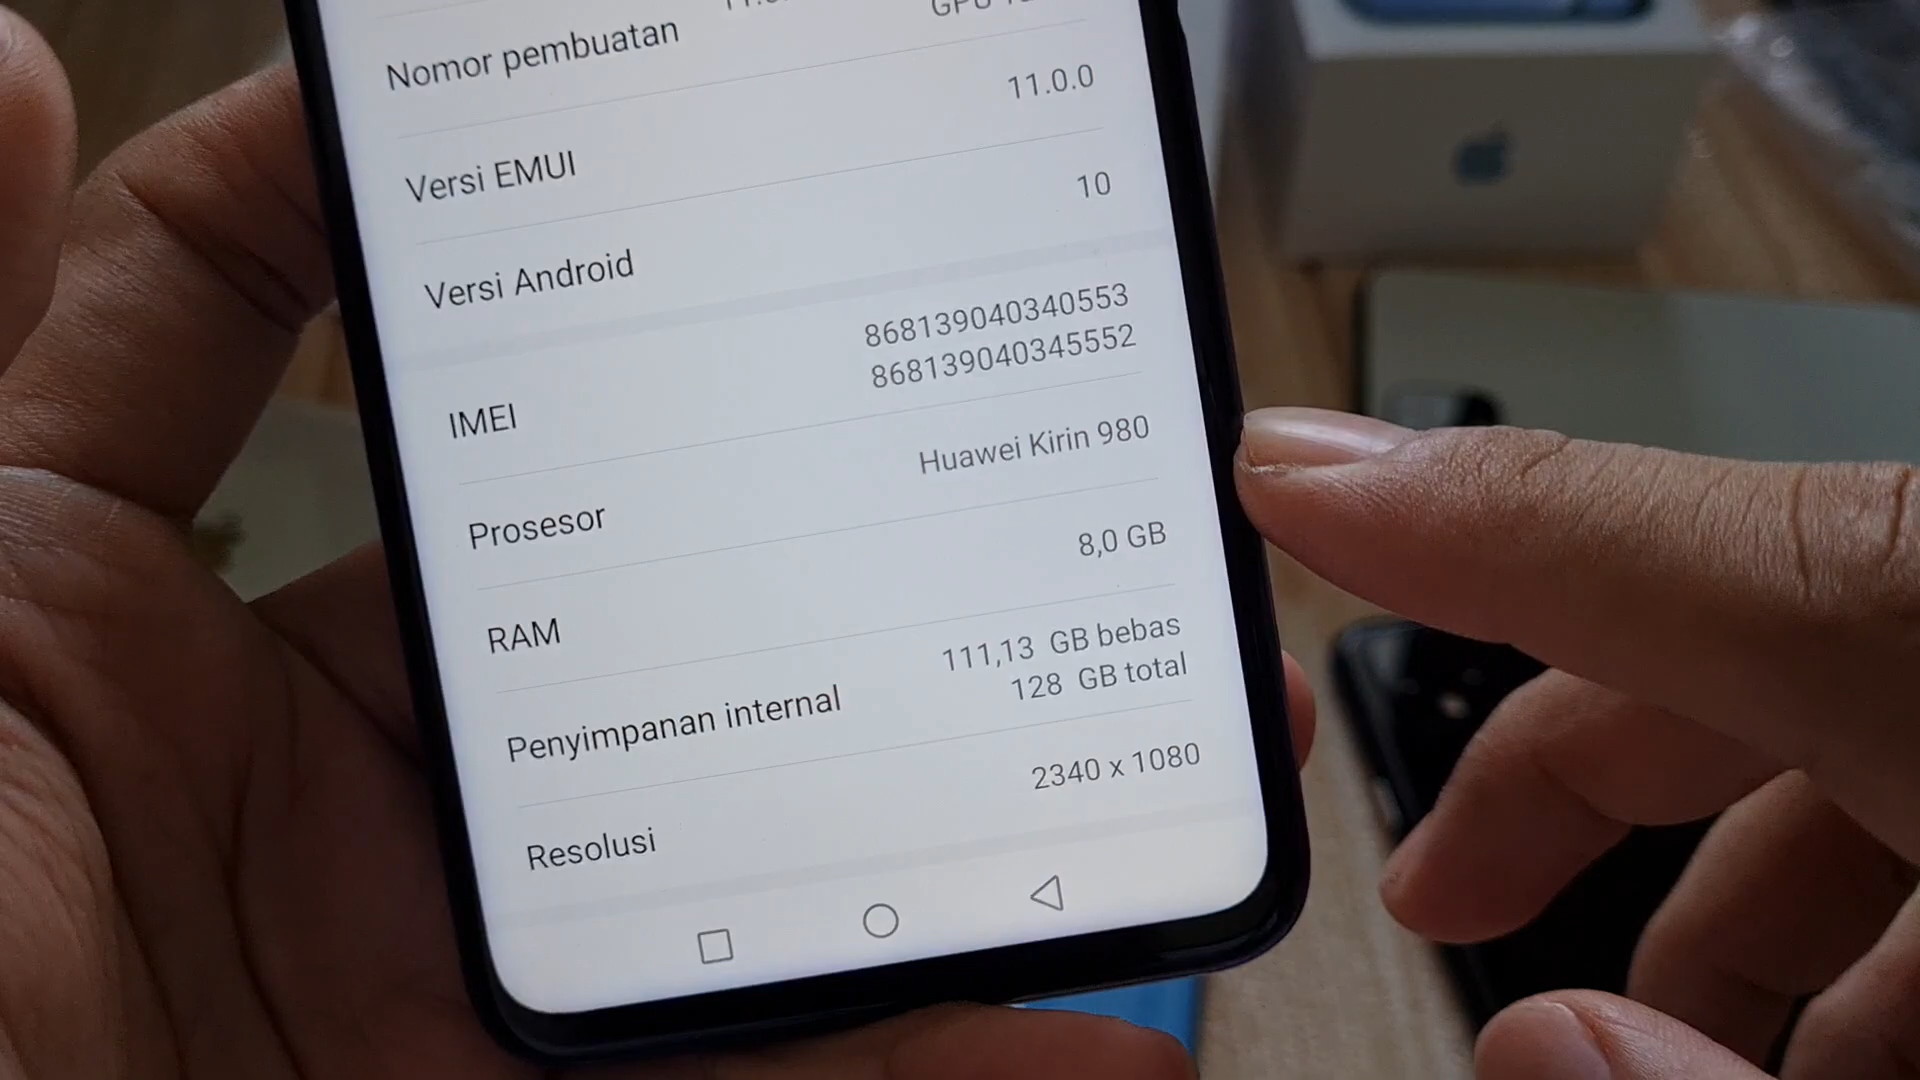 Nomor pembuatan
11.0.0
Versi EMUI
10
Versi Android
868139040340553
868139040345552
IMEI
Huawei Kirin 980
Prosesor
8,0 GB
RAM
111,13 GB bebas
128 GB total
Penyimpanan internal
2340 x 1080
Resolusi